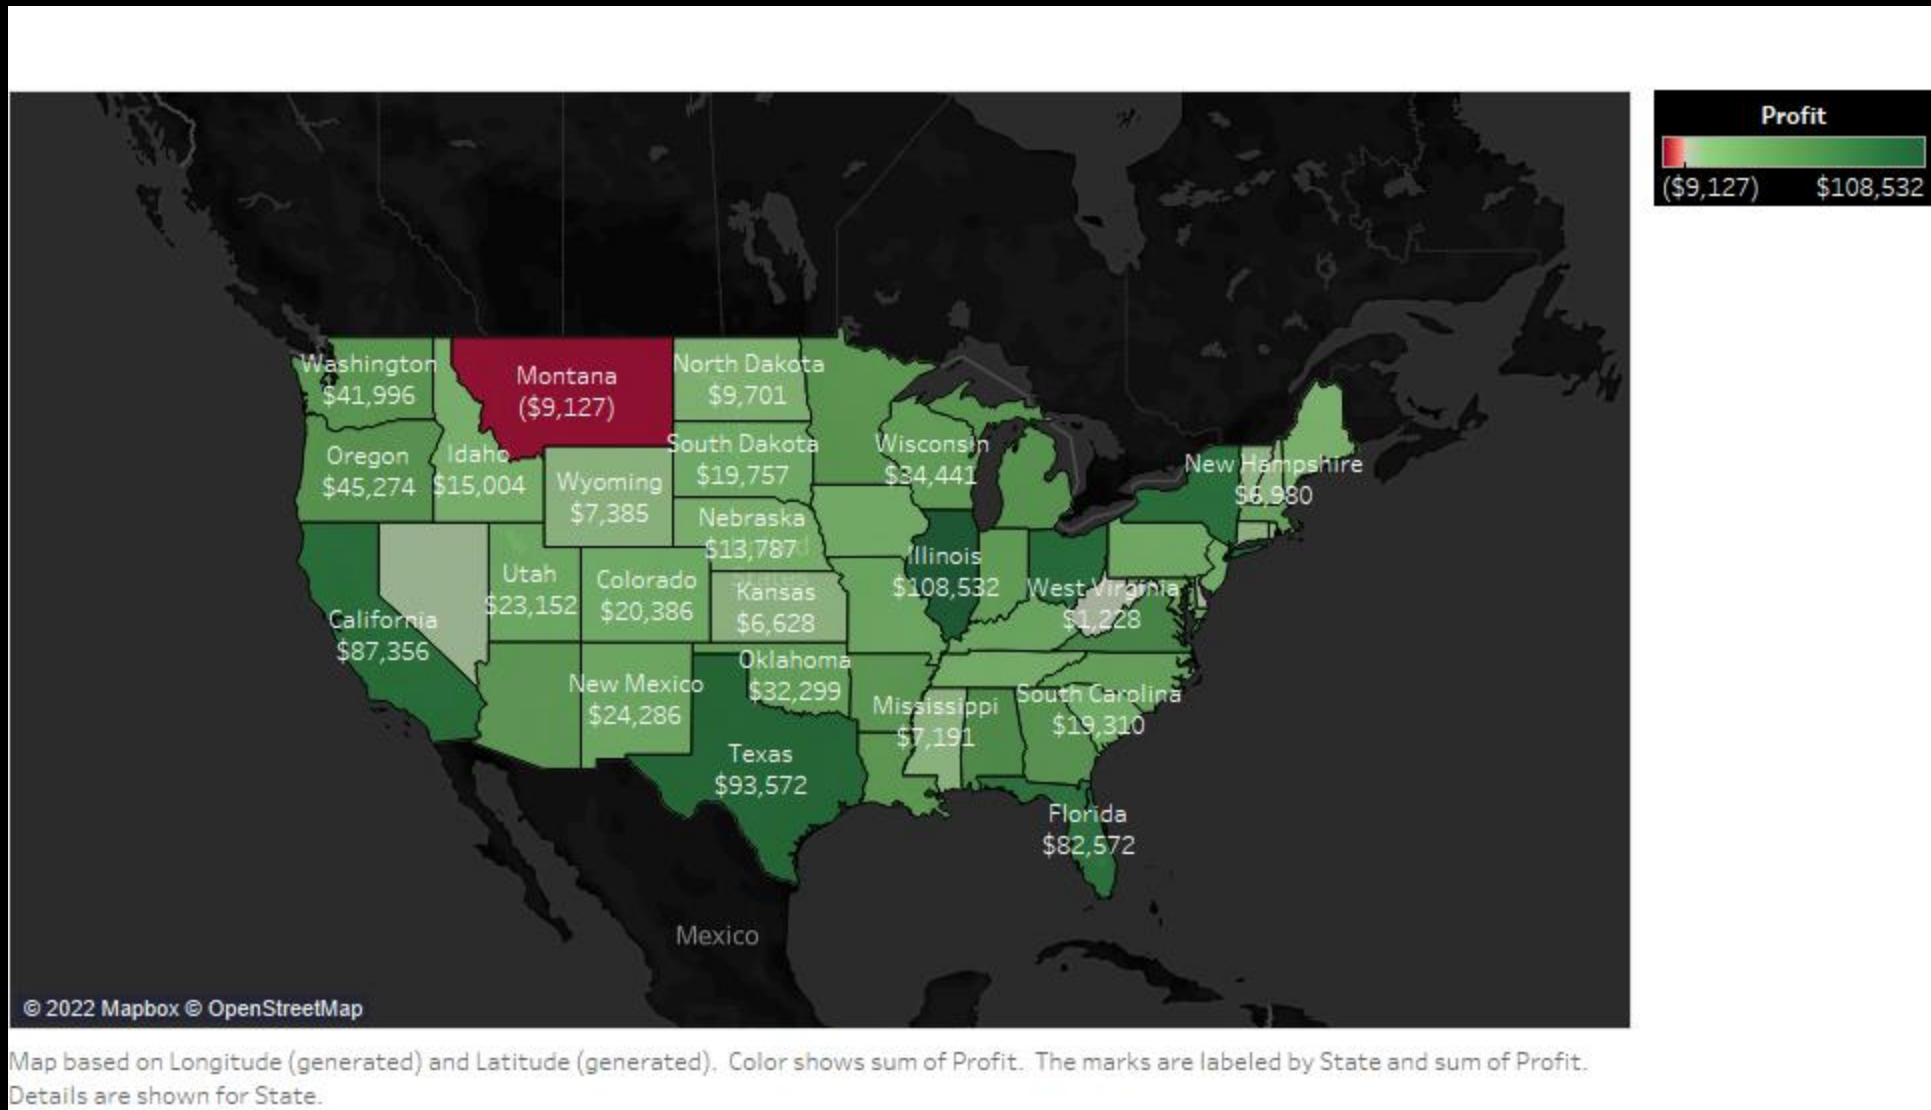 Profit
($9,127) $108,532
Washington
$41,996
Montana
($9,127)
North Dakota
$9,701
Oregon
$45,274
Idaho
$15,004
Wyoming
$7,385
South Dakota
$19,757
Wisconsin
$34,441
New Hampshire
$6,980
Nebraska
$13,787
Illinois
$108,532
Utah
$23,152
Colorado
$20,386
Kansas
$6,628
West Virginia
$1,228
California
$87,356
New Mexico
$24,286
Oklahoma
$32,299
Mississippi
$7,191
South Carolina
$19,310
Texas
$93,572
Florida
$82,572
Mexico
© 2022 Mapbox © OpenStreetMap
Map based on Longitude (generated) and Latitude (generated). Color shows sum of Profit. The marks are labeled by State and sum of Profit.
Details are shown for State.